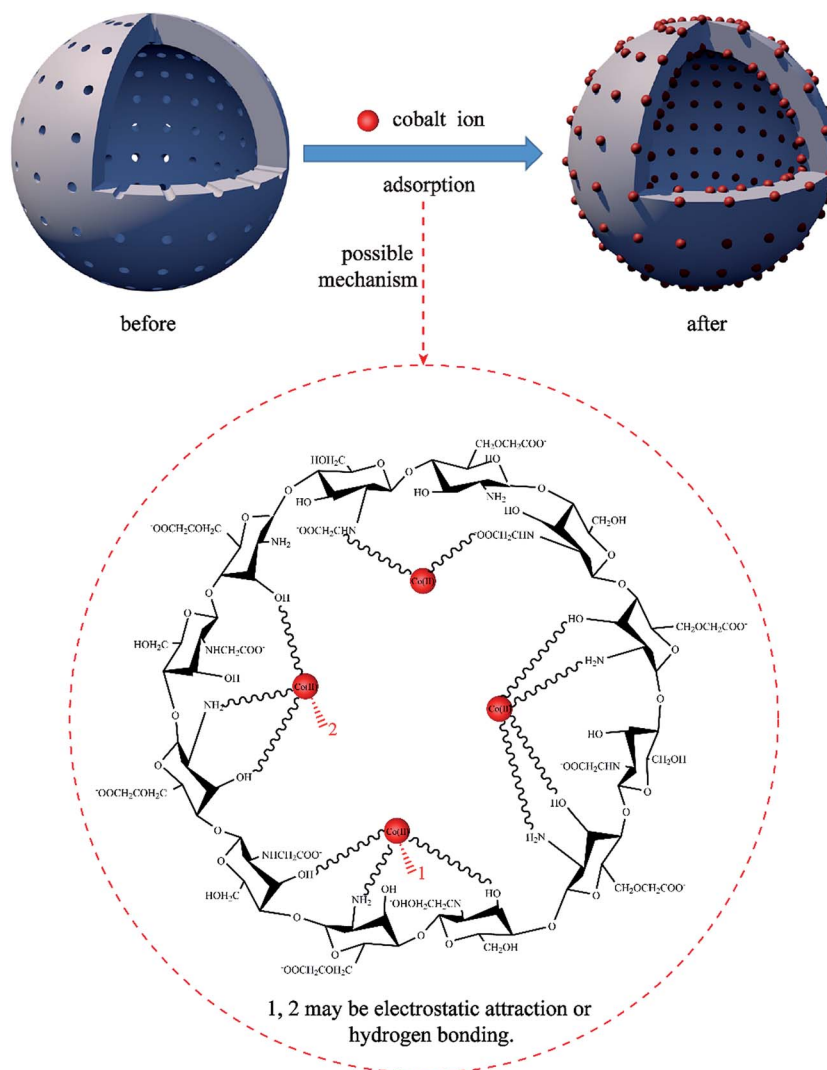 cobalt ion
adsorption
possible
mechanism
before
after
HOH₂C
O
O
CH₂OCH₂COO⁻
HO
O
HO
NH₂
O
HO
⁻OOCH₂CHN
⁻OOCH₂COH₂C
O
NH₂
OH
O
HO
CH₂OH
O
OOCH₂CHN
O
Co(II)
O
HO
H₂N
CH₂OCH₂COO⁻
O
O
HOH₂C
O
NHCH₂COO⁻
OH
O
Co(II)
2
NH₂
O
OH
⁻OOCH₂COH₂C
O
Co(II)
O
HO
CH₂OH
⁻OOCH₂CHN
O
O
HO
H₂N
CH₂OCH₂COO⁻
O
O
NHCH₂COO⁻
OH
HOH₂C
O
Co(II)
1
NH₂
OH
O
⁻OOCH₂COH₂C
O
HO
O
CH₂OH
O
1, 2 may be electrostatic attraction or
hydrogen bonding.